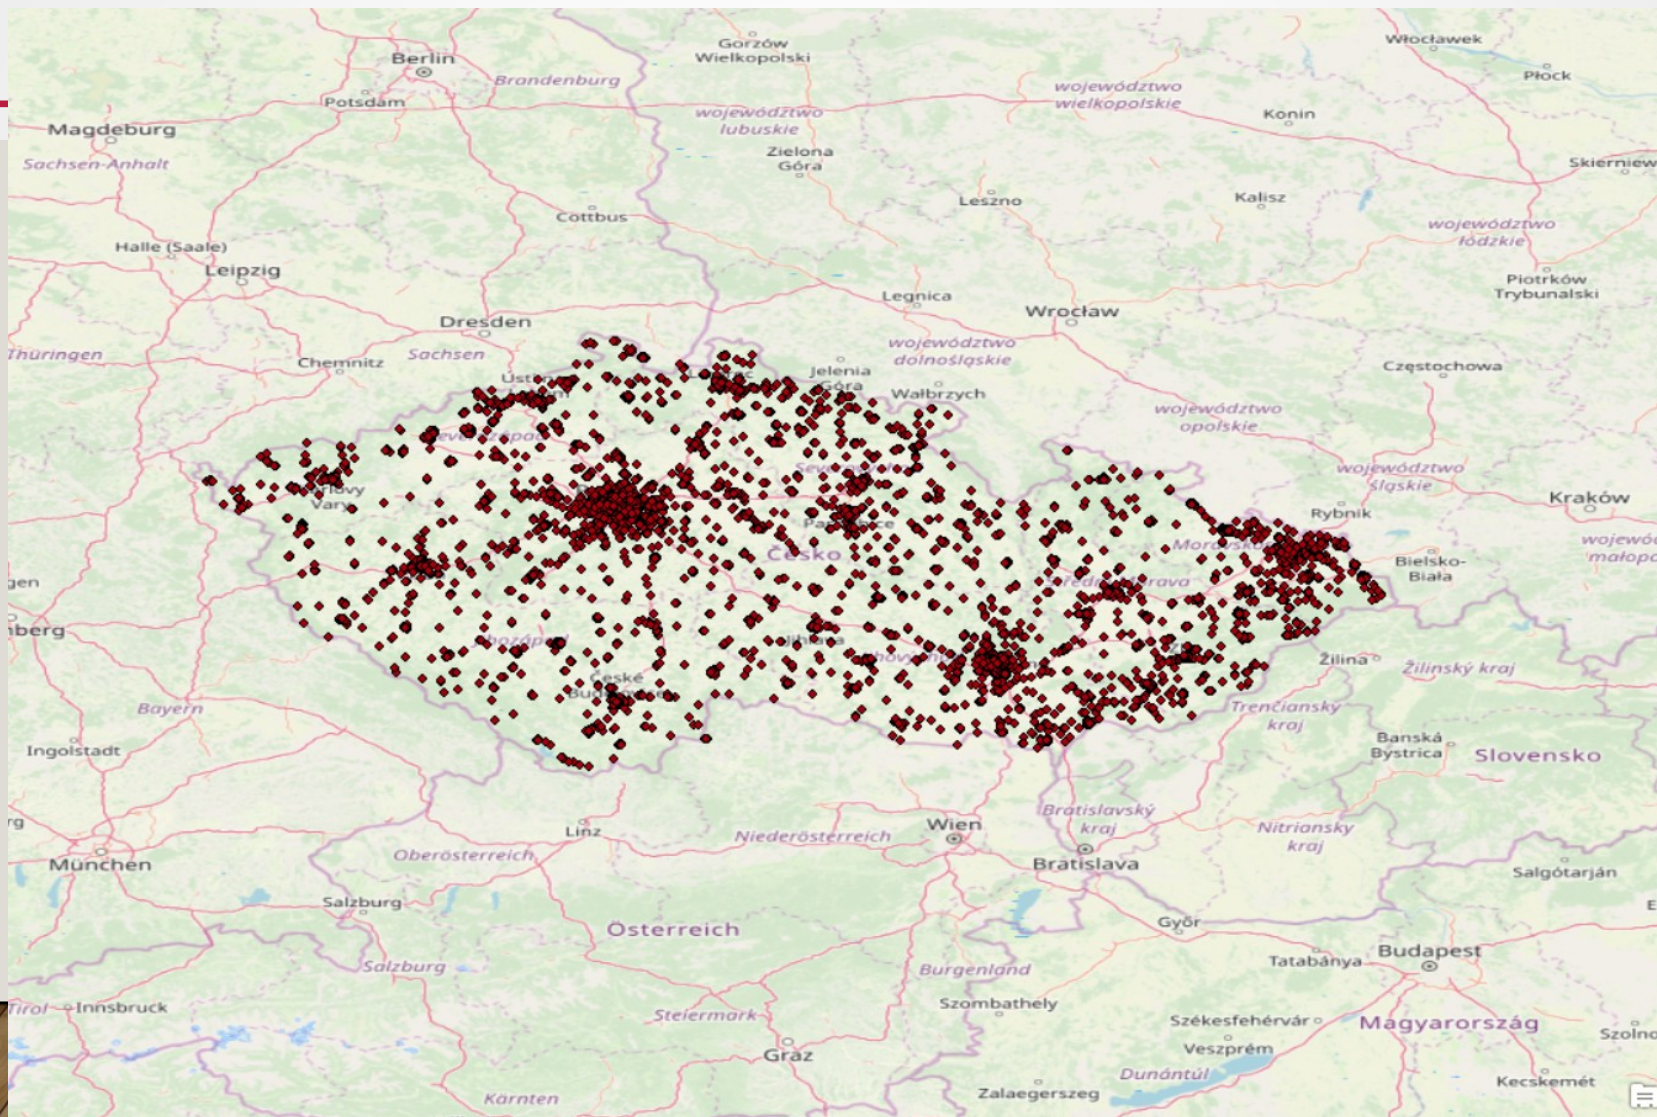 Gorzów
Wielkopolski
Włocławek
Berlin
Płock
Brandenburg
Potsdam
województwo
wielkopolskie
województwo
lubuskie
Konin
Magdeburg
Sachsen-Anhalt
Zielona
Góra
Skierniew
Leszno
Kalisz
Cottbus
województwo
łódzkie
Halle (Saale)
Leipzig
Piotrków
Trybunalski
Legnica
Wrocław
Dresden
Thüringen
Chemnitz
Sachsen
województwo
dolnośląskie
Jelenia
Góra
Częstochowa
Wałbrzych
województwo
opolskie
województwo
śląskie
Kraków
Vary
Rybnik
Česko
Bielsko-
Biała
Žilina
Žilinský kraj
České
Bayern
Trenčiansky
kraj
Ingolstadt
Banská
Bystrica
Slovensko
Linz
Niederösterreich
Wien
Bratislavský
kraj
Nitriansky
kraj
München
Oberösterreich
Bratislava
Salgótarján
Salzburg
Österreich
Győr
Salzburg
Burgenland
Tatabánya
Budapest
Tirol
Innsbruck
Szombathely
Steiermark
Székesfehérvár
Magyarország
Szolno
Graz
Veszprém
Dunántúl
Kecskemét
Kärnten
Zalaegerszeg